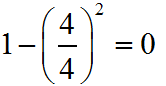 1 − (4/4)² = 0